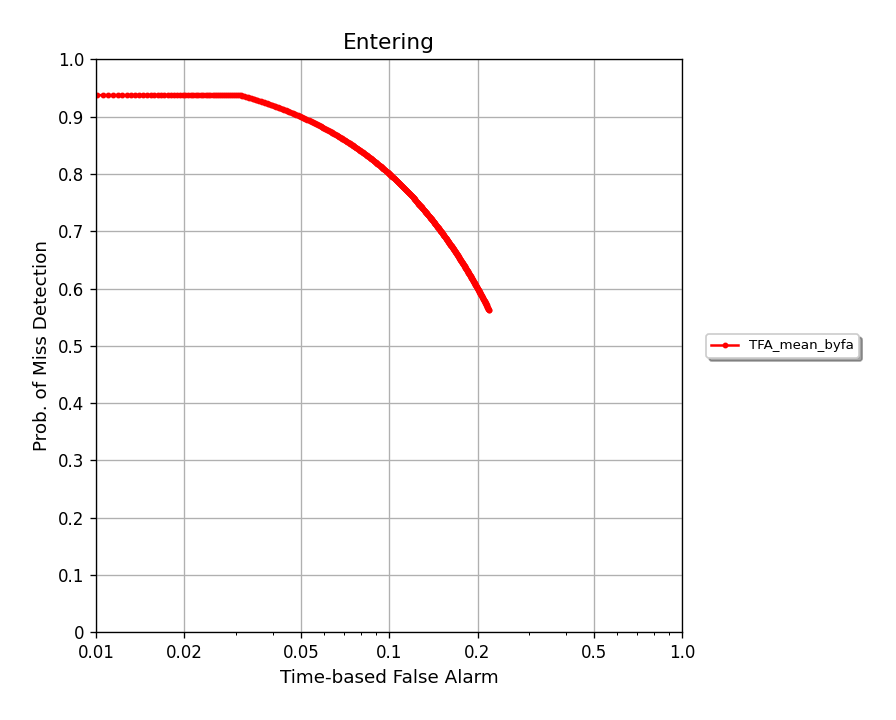 Entering
Prob. of Miss Detection
1.0
0.9
0.8
0.7
0.6
0.5
0.4
0.3
0.2
0.1
0
0.01 0.02 0.05 0.1 0.2 0.5 1.0
Time-based False Alarm
TFA_mean_byfa